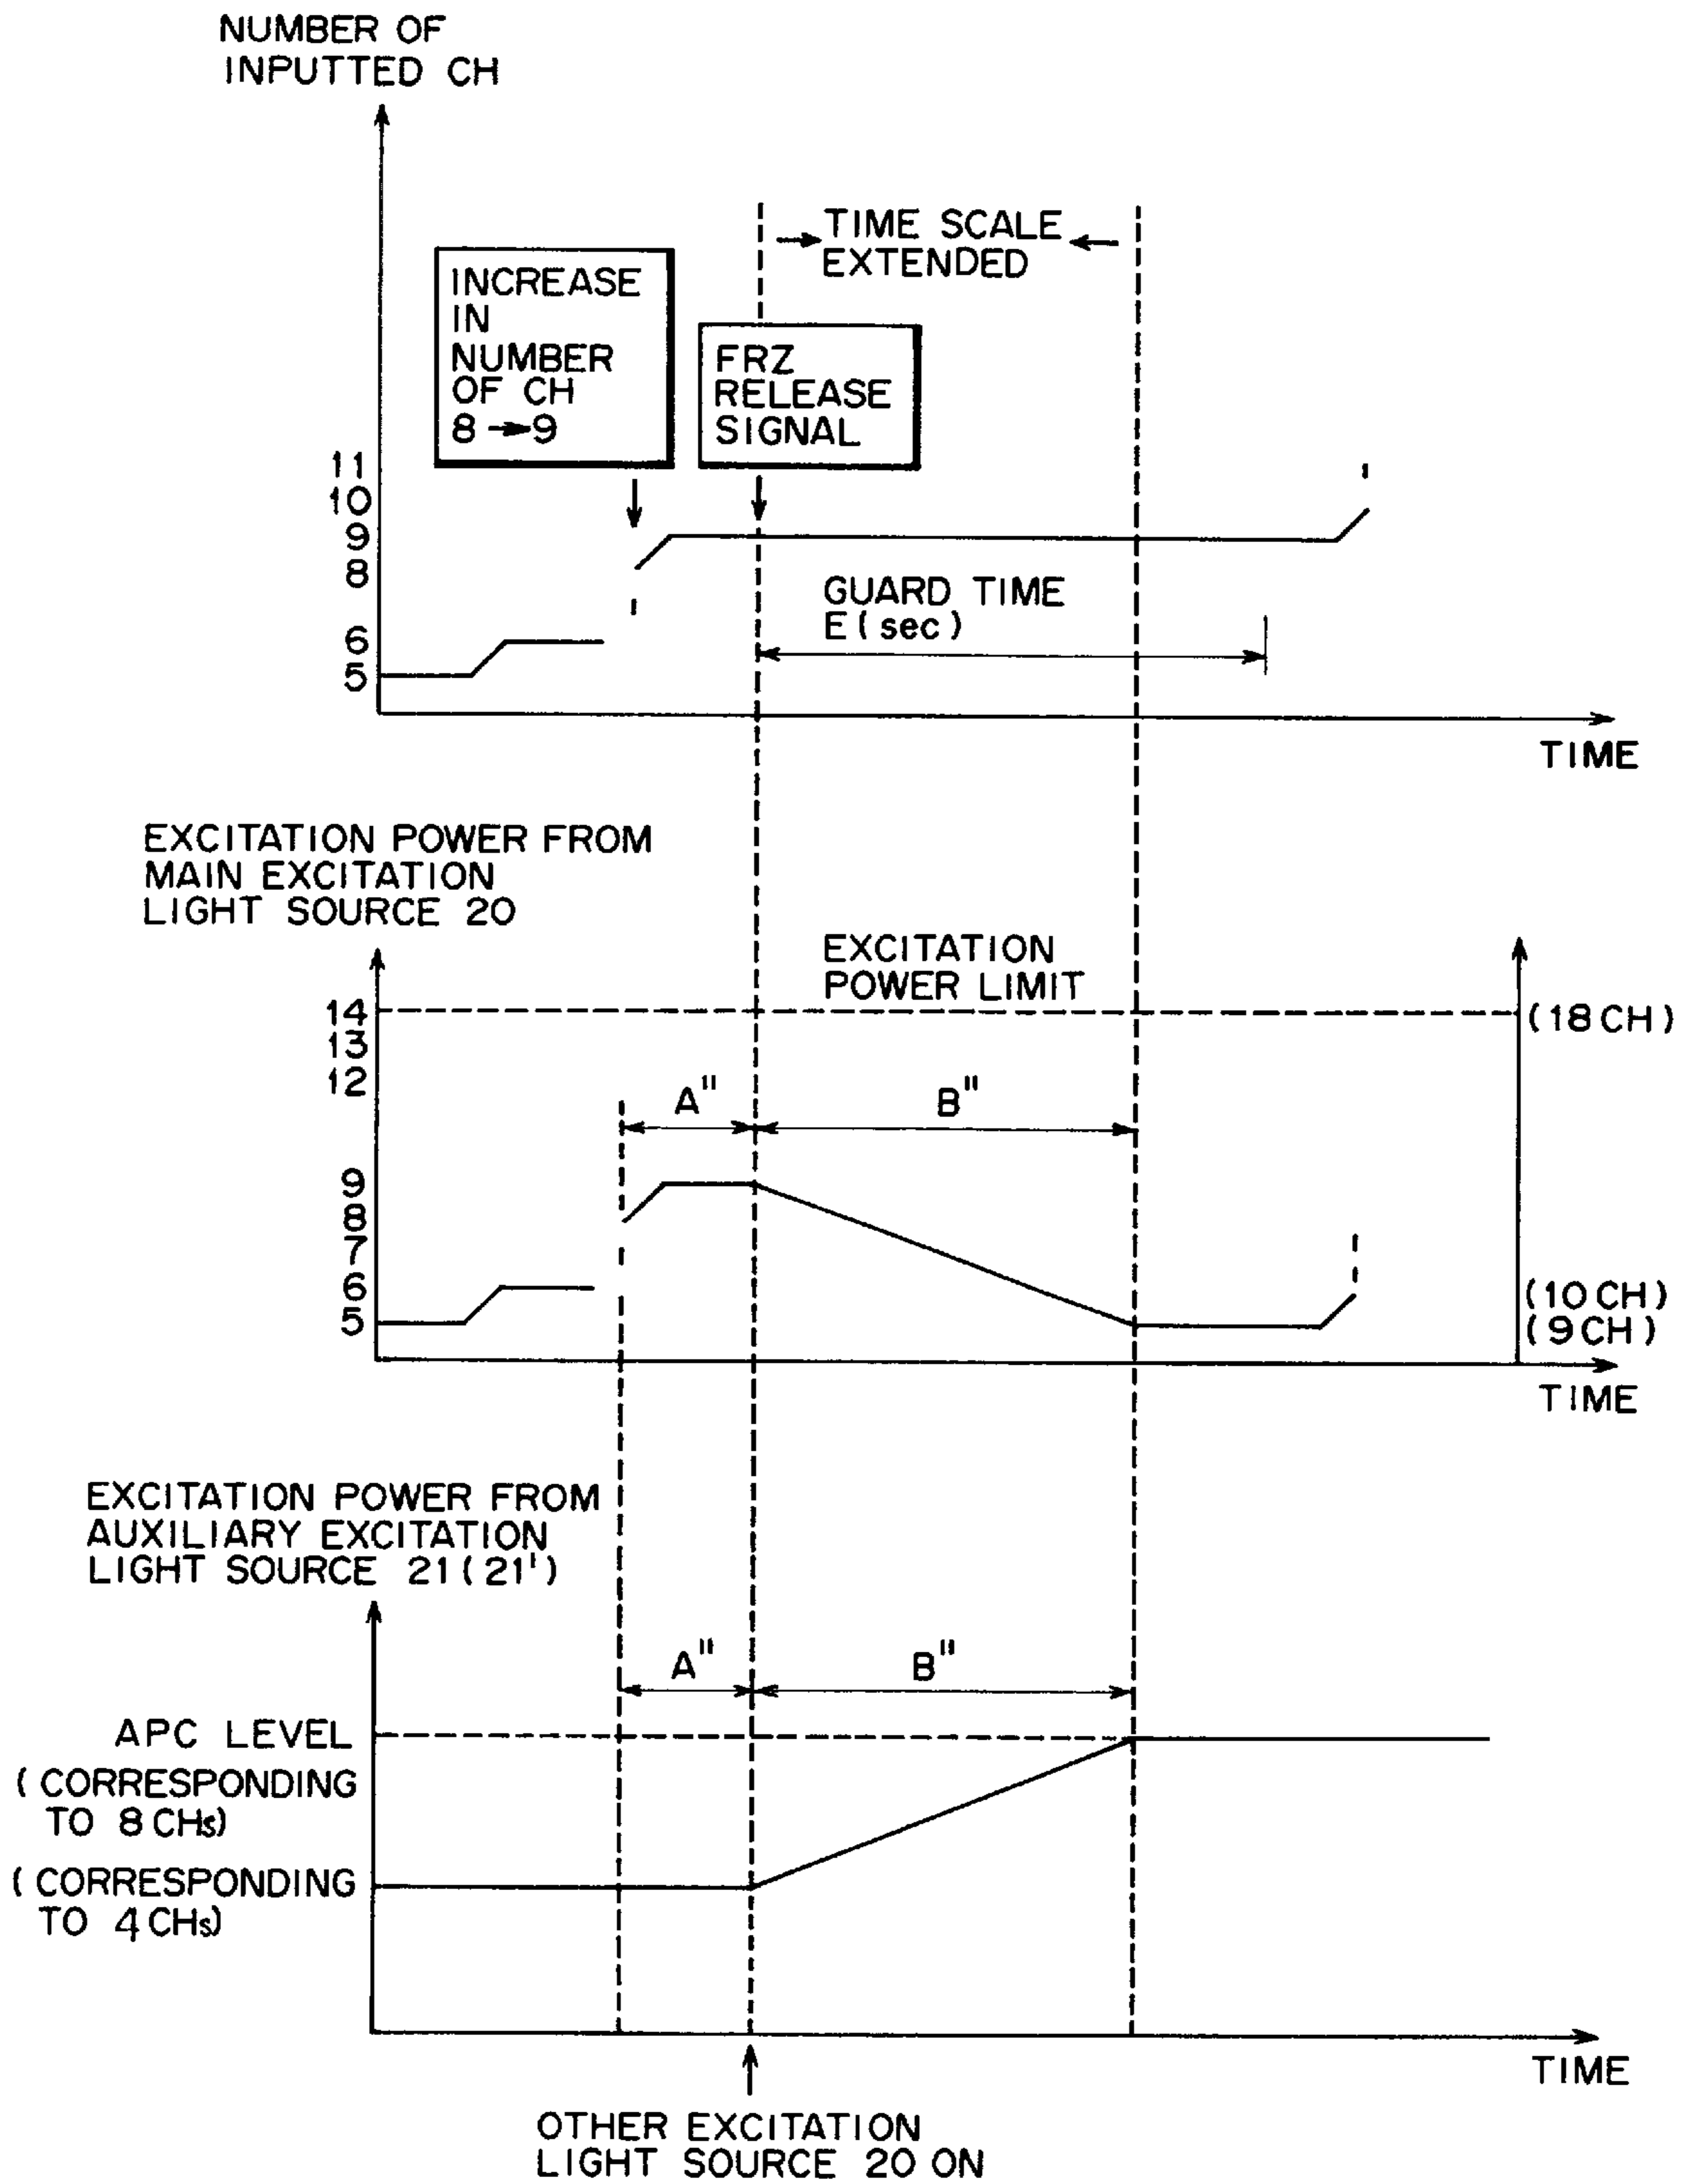 NUMBER OF
INPUTTED CH
TIME SCALE
EXTENDED
INCREASE
IN
NUMBER
OF CH
8→9
FRZ
RELEASE
SIGNAL
11
10
9
8
6
5
GUARD TIME
E(sec)
TIME
EXCITATION POWER FROM
MAIN EXCITATION
LIGHT SOURCE 20
EXCITATION
POWER LIMIT
14
13
12
9
8
7
6
5
(18 CH)
A"
B"
(10 CH)
(9 CH)
TIME
EXCITATION POWER FROM
AUXILIARY EXCITATION
LIGHT SOURCE 21(21')
A"
B"
APC LEVEL
(CORRESPONDING
TO 8 CHs)
(CORRESPONDING
TO 4 CHs)
TIME
OTHER EXCITATION
LIGHT SOURCE 20 ON